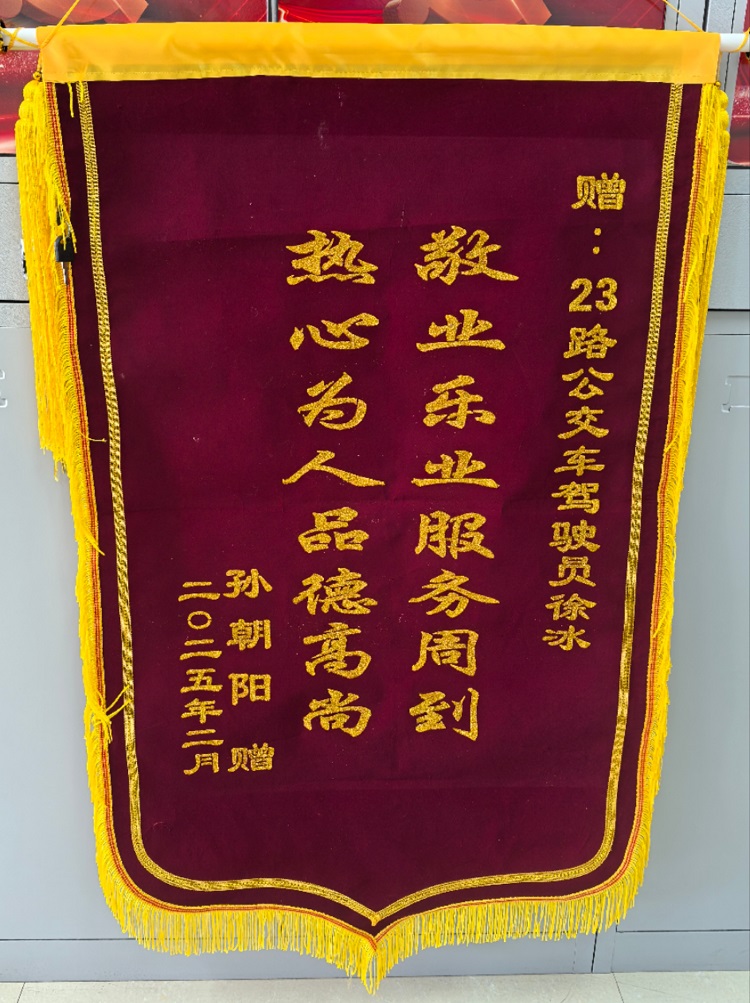 赠：23路公交车驾驶员徐冰
敬业乐业服务周到
热心为人品德高尚
孙朝阳 赠
二〇二五年二月